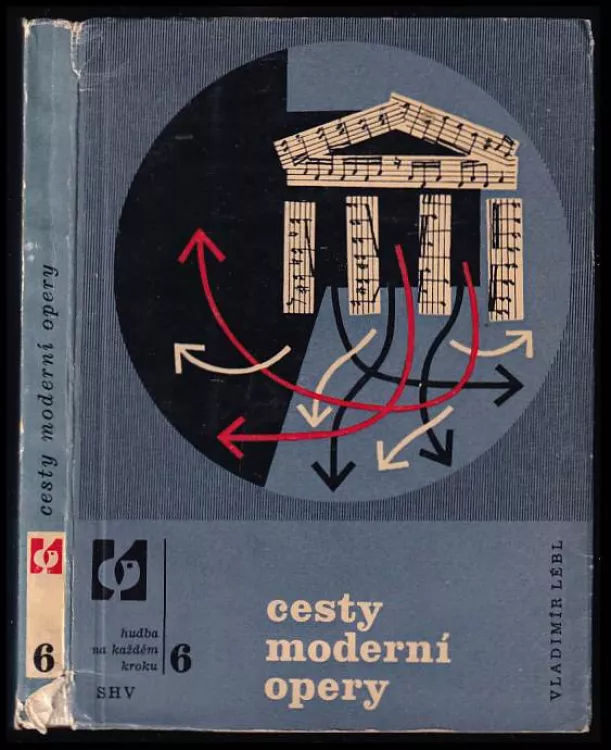 cesty moderní opery
6
hudba
na každém
kroku
6
SHV
cesty
moderní
opery
VLADIMÍR LÉBL